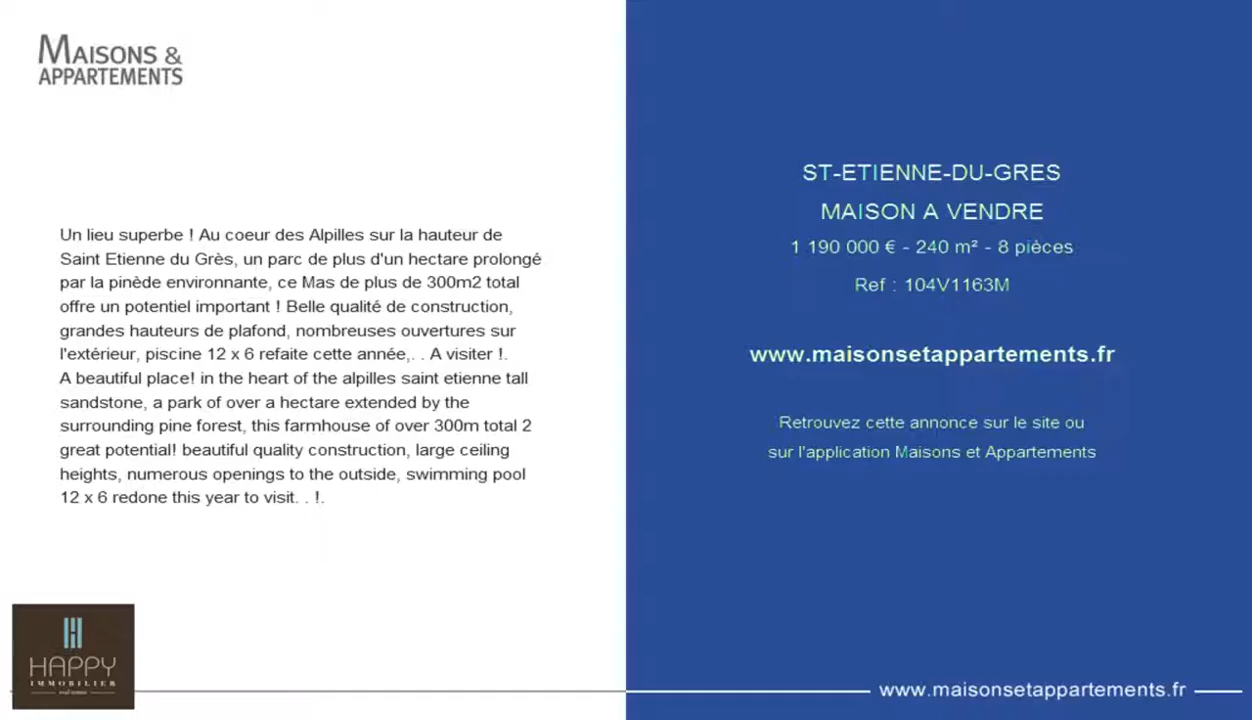 MAISONS &
APPARTEMENTS
Un lieu superbe ! Au coeur des Alpilles sur la hauteur de
Saint Etienne du Grès, un parc de plus d'un hectare prolongé
par la pinède environnante, ce Mas de plus de 300m2 total
offre un potentiel important ! Belle qualité de construction,
grandes hauteurs de plafond, nombreuses ouvertures sur
l'extérieur, piscine 12 x 6 refaite cette année,. . A visiter !.
A beautiful place! in the heart of the alpilles saint etienne tall
sandstone, a park of over a hectare extended by the
surrounding pine forest, this farmhouse of over 300m total 2
great potential! beautiful quality construction, large ceiling
heights, numerous openings to the outside, swimming pool
12 x 6 redone this year to visit. . !.
HAPPY
IMMOBILIER
ST-ETIENNE-DU-GRES
MAISON A VENDRE
1 190 000 € - 240 m² - 8 pièces
Ref : 104V1163M
www.maisonsetappartements.fr
Retrouvez cette annonce sur le site ou
sur l'application Maisons et Appartements
www.maisonsetappartements.fr